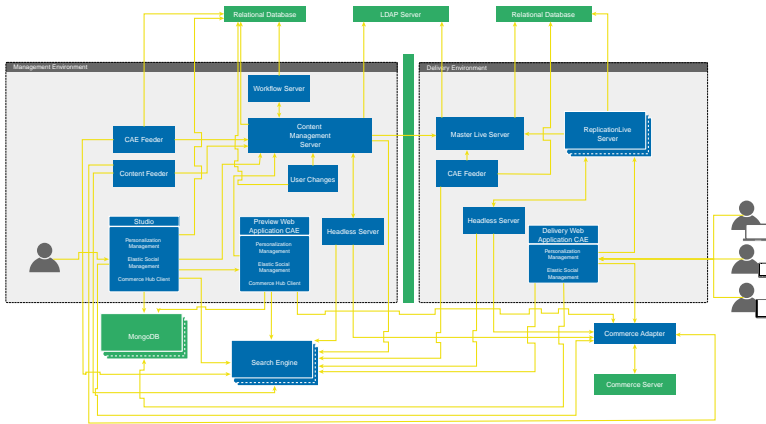 Relational Database
LDAP Server
Relational Database
Management Environment
Delivery Environment
Workflow Server
Content
Management
Server
CAE Feeder
Content Feeder
User Changes
Master Live Server
ReplicationLive
Server
CAE Feeder
Studio
Personalization
Management
Elastic Social
Management
Commerce Hub Client
Preview Web
Application CAE
Personalization
Management
Elastic Social
Management
Commerce Hub Client
Headless Server
Headless Server
Delivery Web
Application CAE
Personalization
Management
Elastic Social
Management
MongoDB
Search Engine
Commerce Adapter
Commerce Server